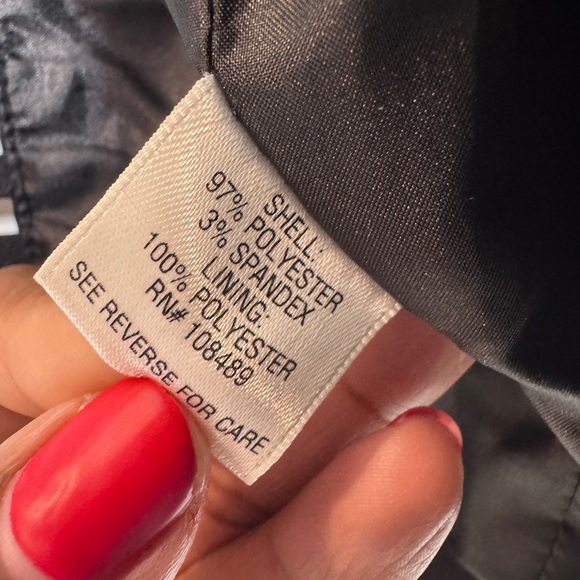 SHELL:
97% POLYESTER
3% SPANDEX
LINING:
100% POLYESTER
RN# 108489
SEE REVERSE FOR CARE